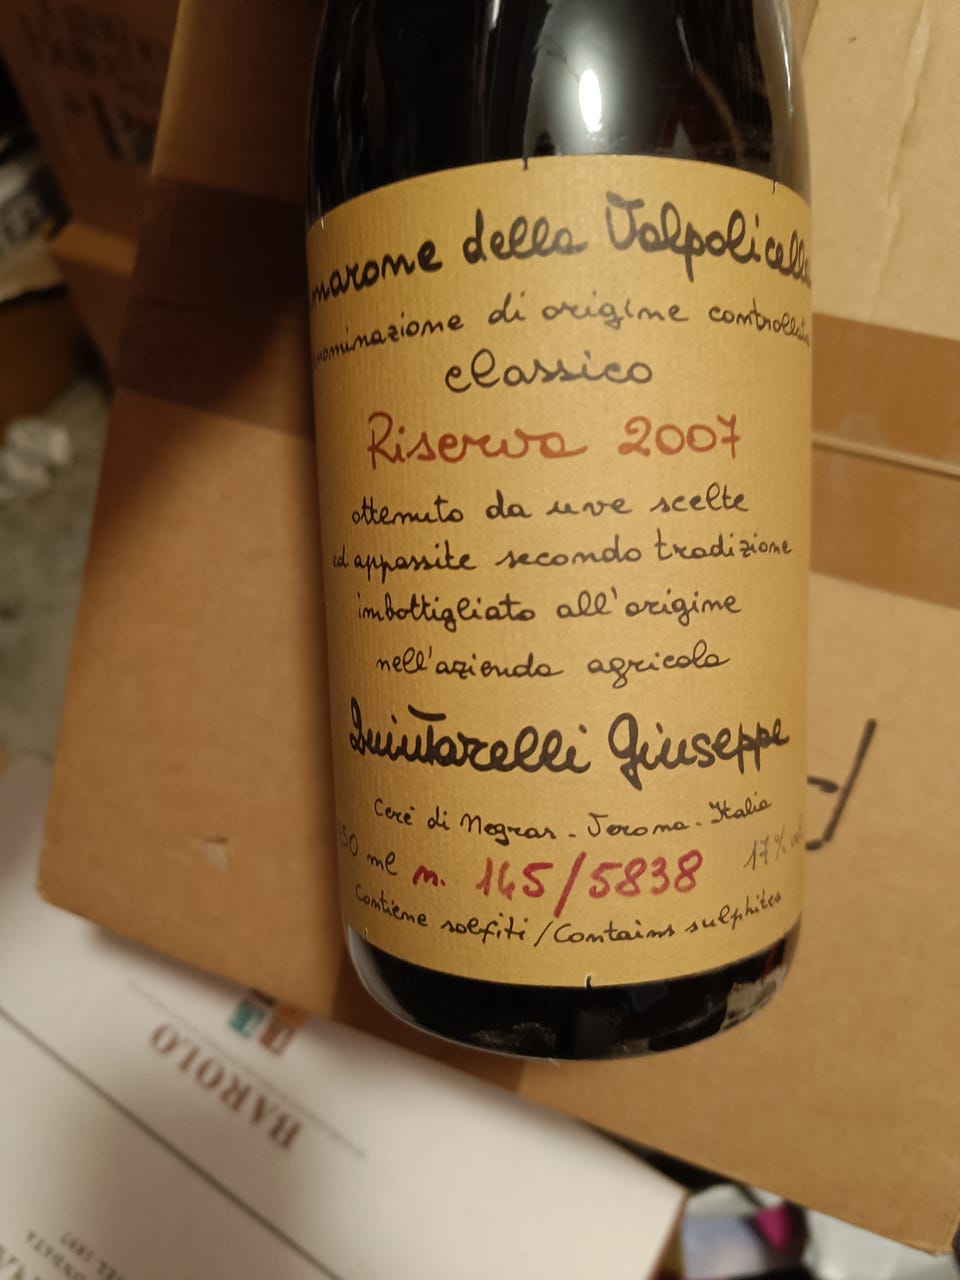 marone della Valpolicella
nominazione di origine controllata
classico
Riserva 2007
ottenuto da uve scelte
ed appassite secondo tradizione
imbottigliato all'origine
nell'azienda agricola
Quintarelli Giuseppe
Cerè di Negrar - Verona - Italia
50 ml n. 145/5838 17% vol
Contiene solfiti / Contains sulphites
BAROLO